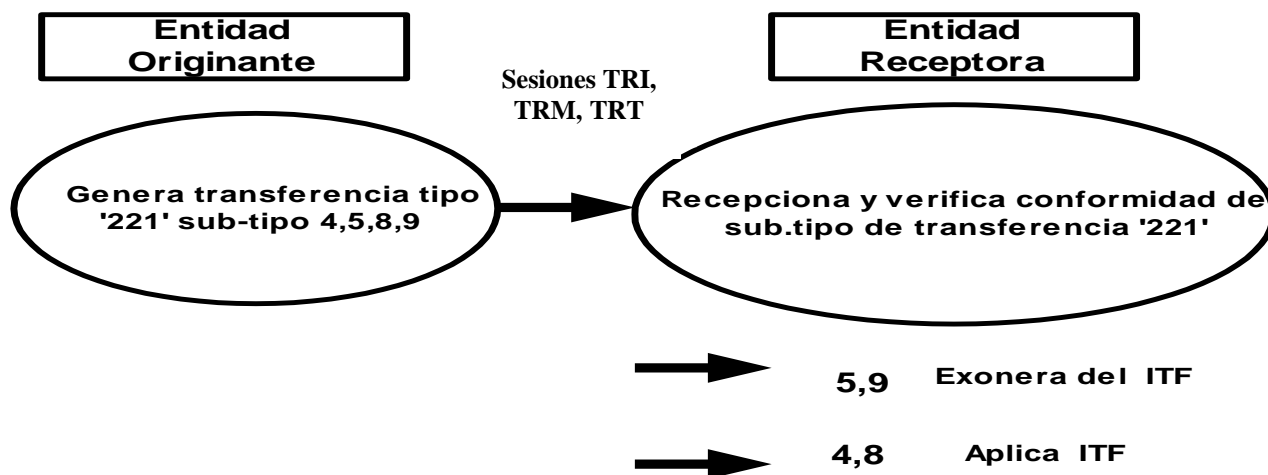 Entidad
Originante
Entidad
Receptora
Sesiones TRI,
TRM, TRT
Genera transferencia tipo
'221' sub-tipo 4,5,8,9
Recepciona y verifica conformidad de
sub.tipo de transferencia '221'
5,9 Exonera del ITF
4,8 Aplica ITF